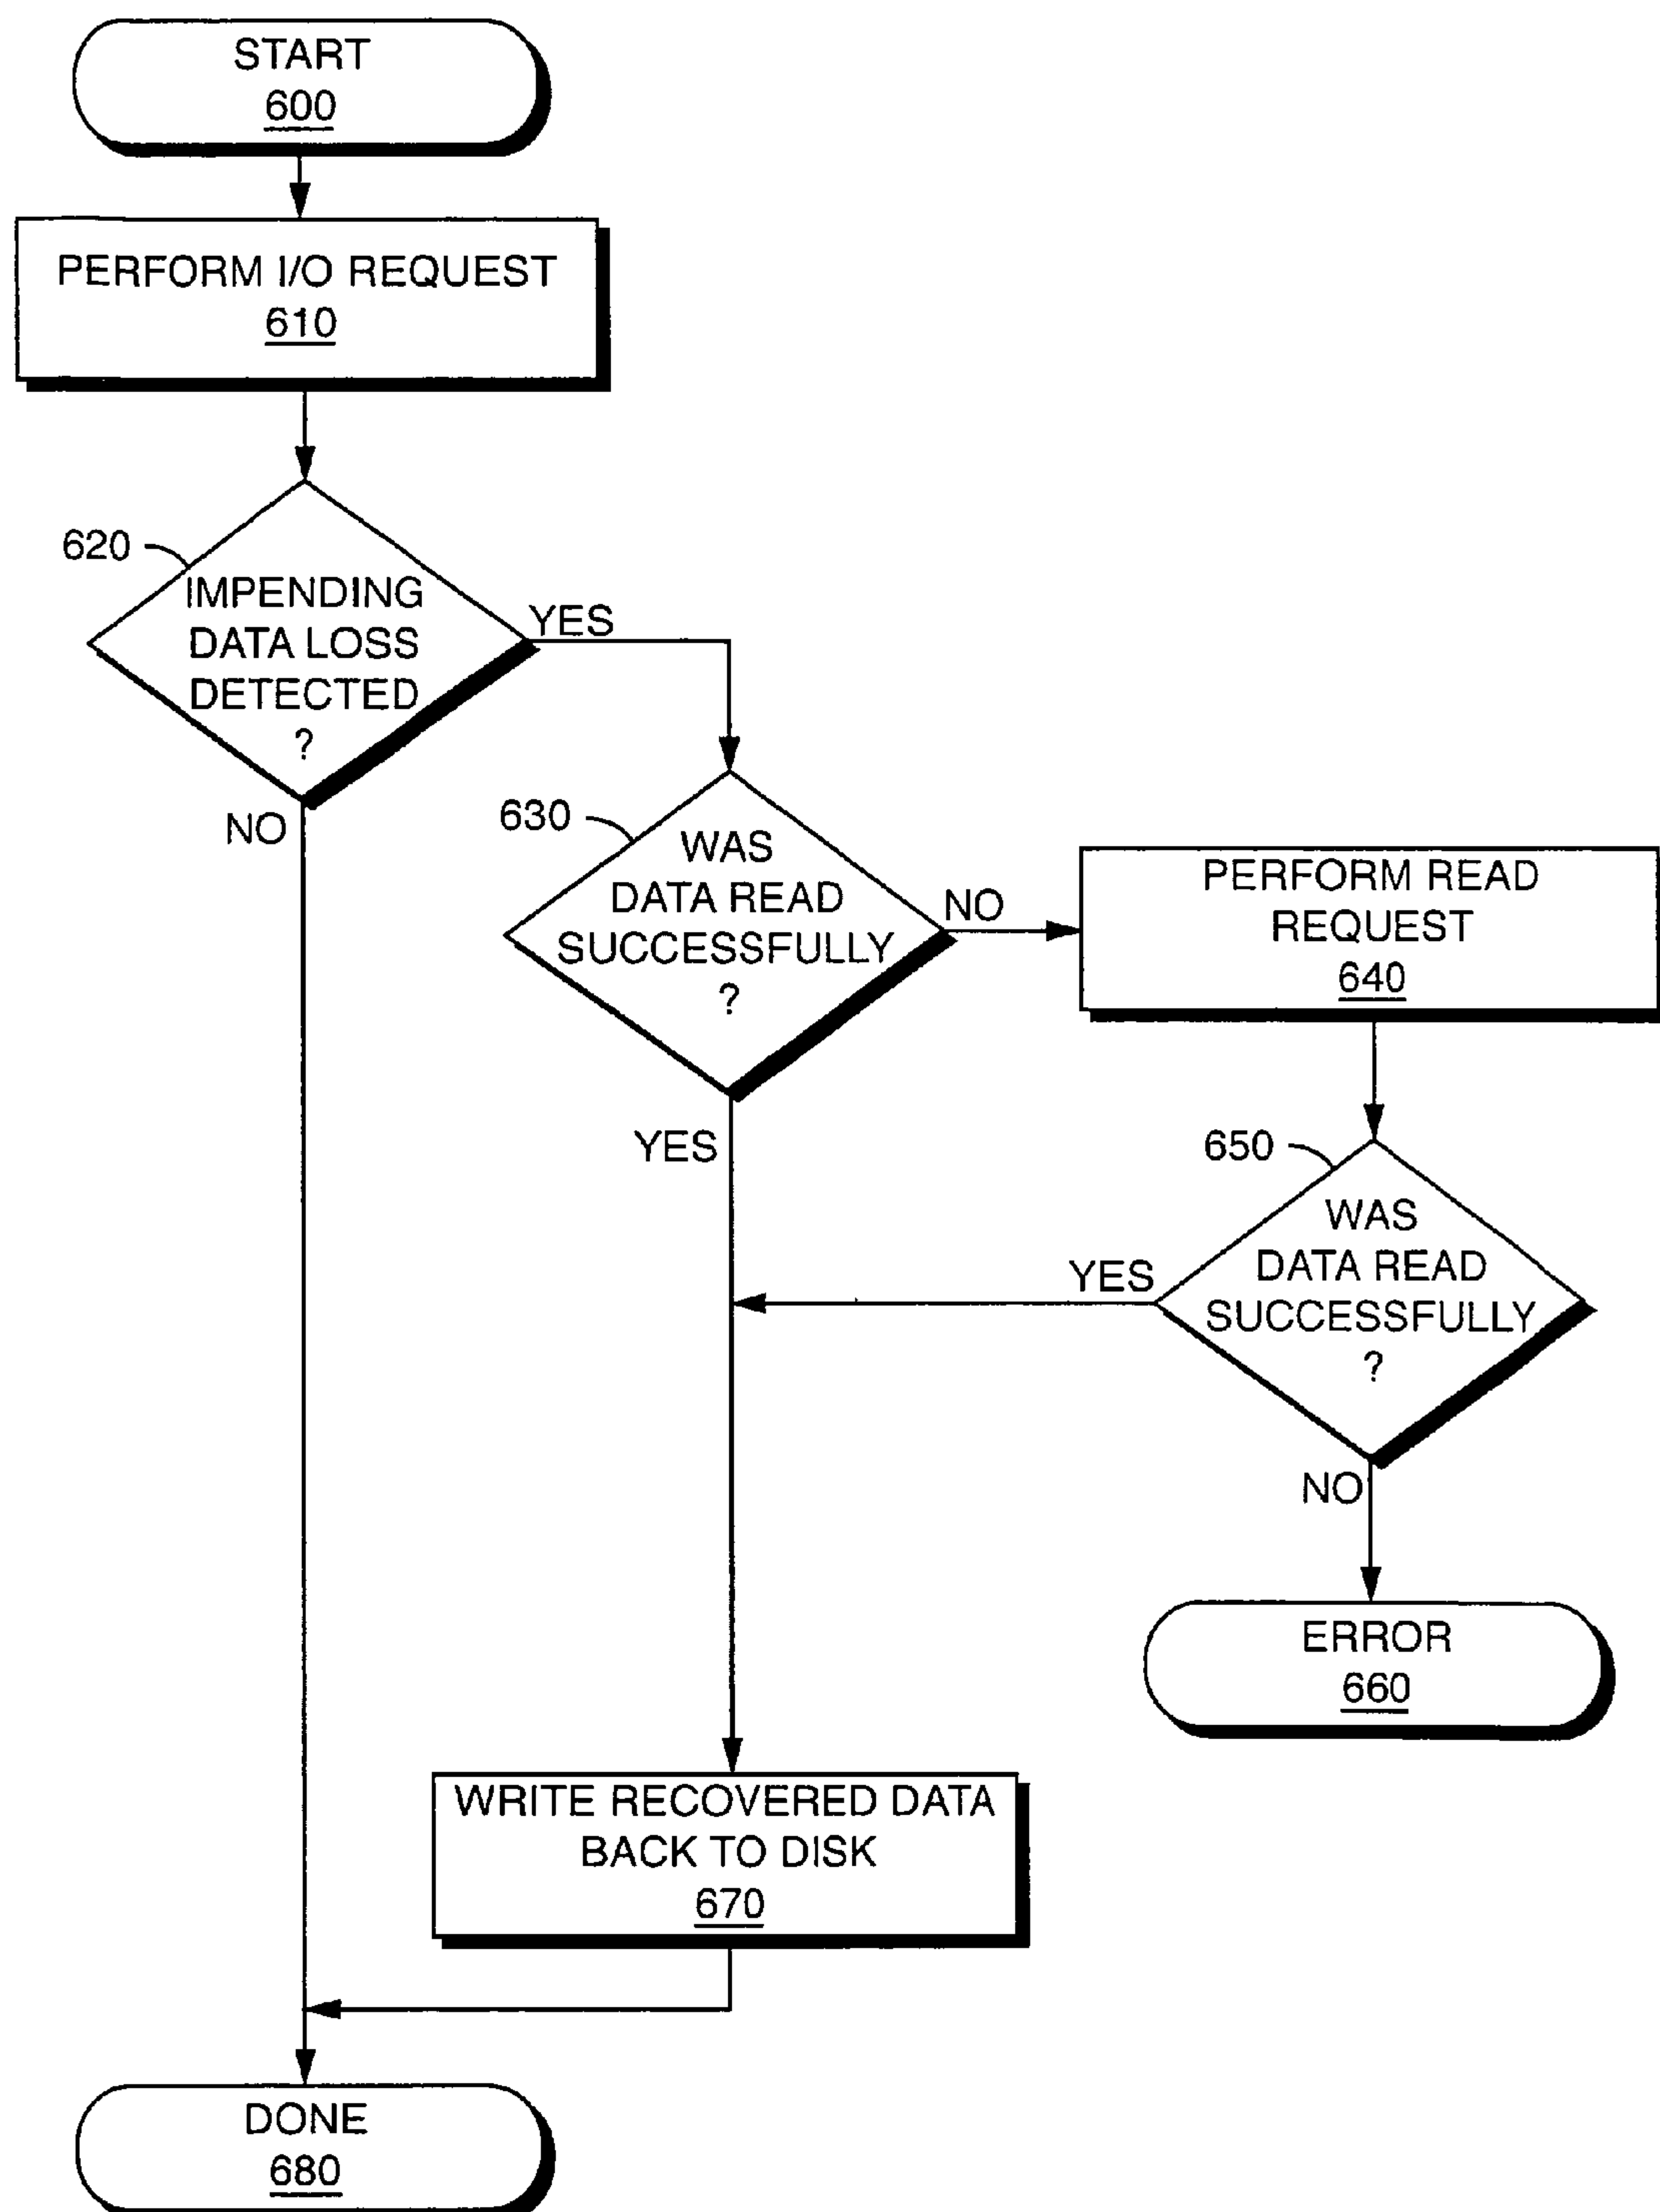 START
600
PERFORM I/O REQUEST
610
620
IMPENDING
DATA LOSS
DETECTED
?
YES
NO
630
WAS
DATA READ
SUCCESSFULLY
?
NO
YES
PERFORM READ
REQUEST
640
650
WAS
DATA READ
SUCCESSFULLY
?
YES
NO
ERROR
660
WRITE RECOVERED DATA
BACK TO DISK
670
DONE
680